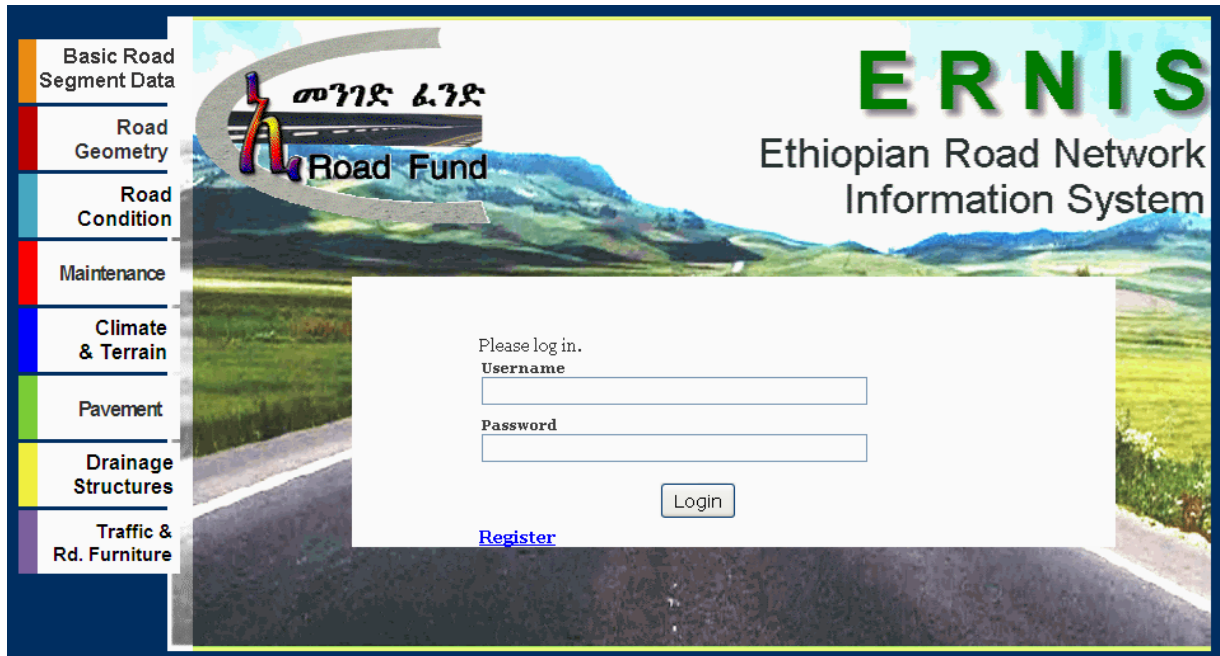 Basic Road
Segment Data
Road
Geometry
Road
Condition
Maintenance
Climate
& Terrain
Pavement
Drainage
Structures
Traffic &
Rd. Furniture
ኢ
መንገድ ፈንድ
Road Fund
E R N I S
Ethiopian Road Network
Information System
Please log in.
Username
Password
Login
Register